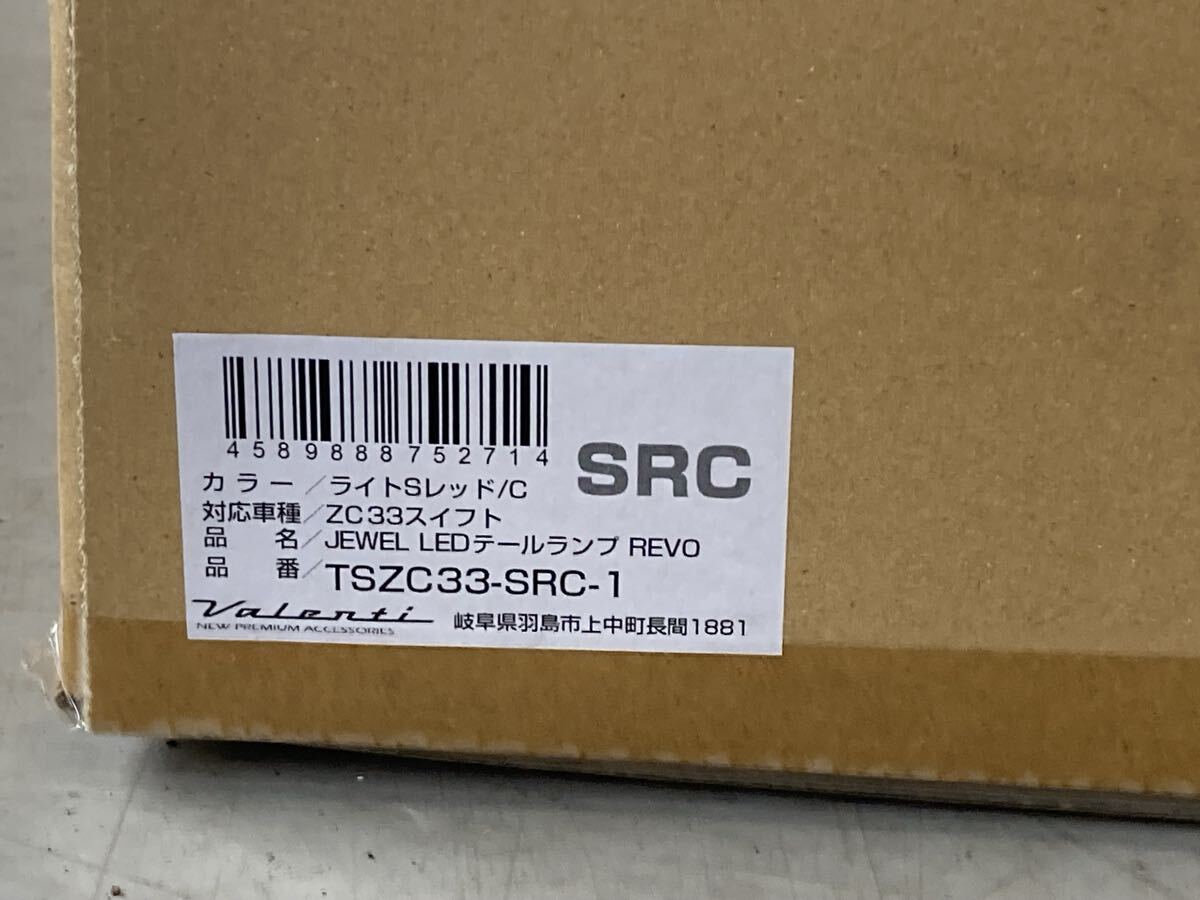 4589888752714
SRC
カラー/ライトSレッド/C
対応車種/ZC33スイフト
品名/JEWEL LEDテールランプ REVO
品番/TSZC33-SRC-1
Valenti
NEW PREMIUM ACCESSORIES
岐阜県羽島市上中町長間1881